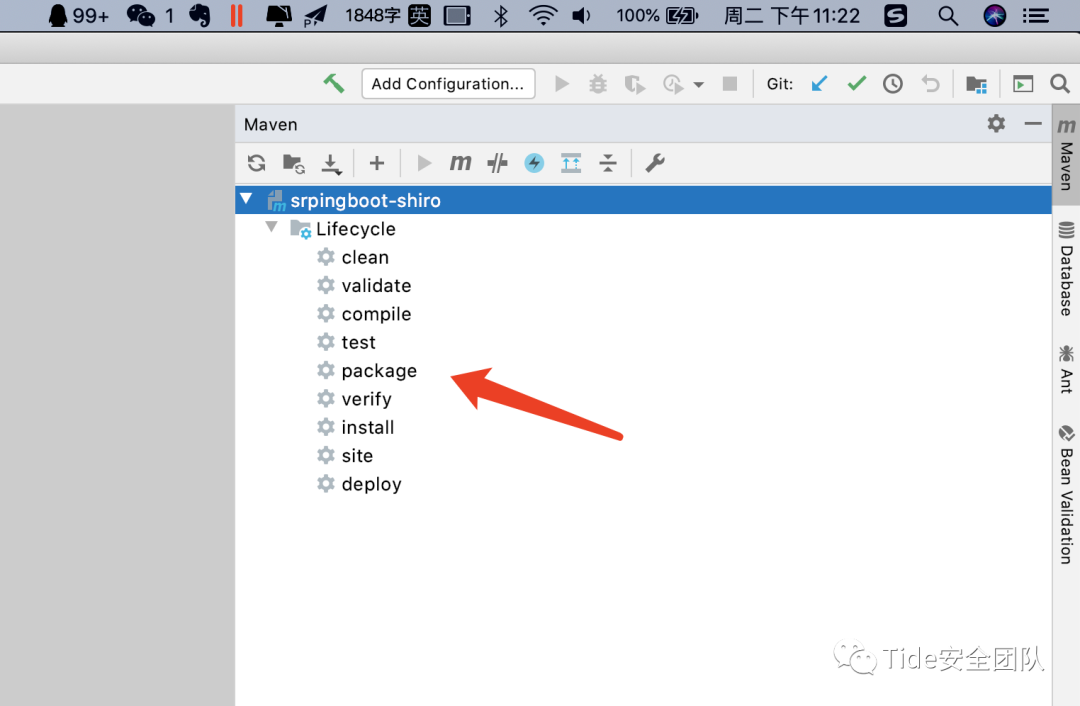 99+ 1 1848字 英 100% 周二 下午11:22 S
Add Configuration... Git:
Maven
m
srpingboot-shiro
Lifecycle
clean
validate
compile
test
package
verify
install
site
deploy
m Maven
Database
Ant
Bean Validation
Tide安全团队